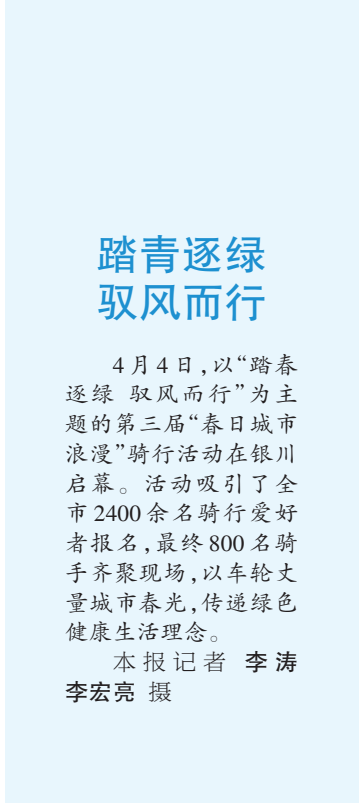 踏青逐绿
驭风而行
4月4日,以“踏春
逐绿 驭风而行”为主
题的第三届“春日城市
浪漫”骑行活动在银川
启幕。活动吸引了全
市2400余名骑行爱好
者报名,最终800名骑
手齐聚现场,以车轮丈
量城市春光,传递绿色
健康生活理念。
本报记者 李涛
李宏亮 摄